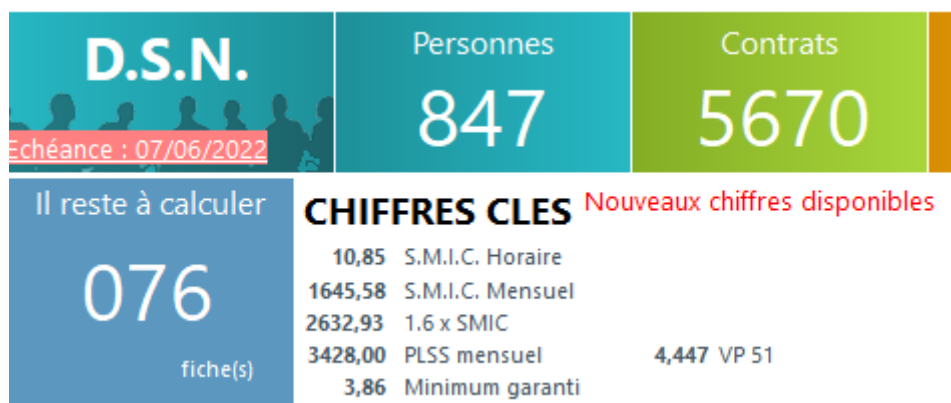 D.S.N.
Echéance : 07/06/2022
Personnes
847
Contrats
5670
Il reste à calculer
076
fiche(s)
CHIFFRES CLES Nouveaux chiffres disponibles
10,85 S.M.I.C. Horaire
1645,58 S.M.I.C. Mensuel
2632,93 1.6 x SMIC
3428,00 PLSS mensuel 4,447 VP 51
3,86 Minimum garanti